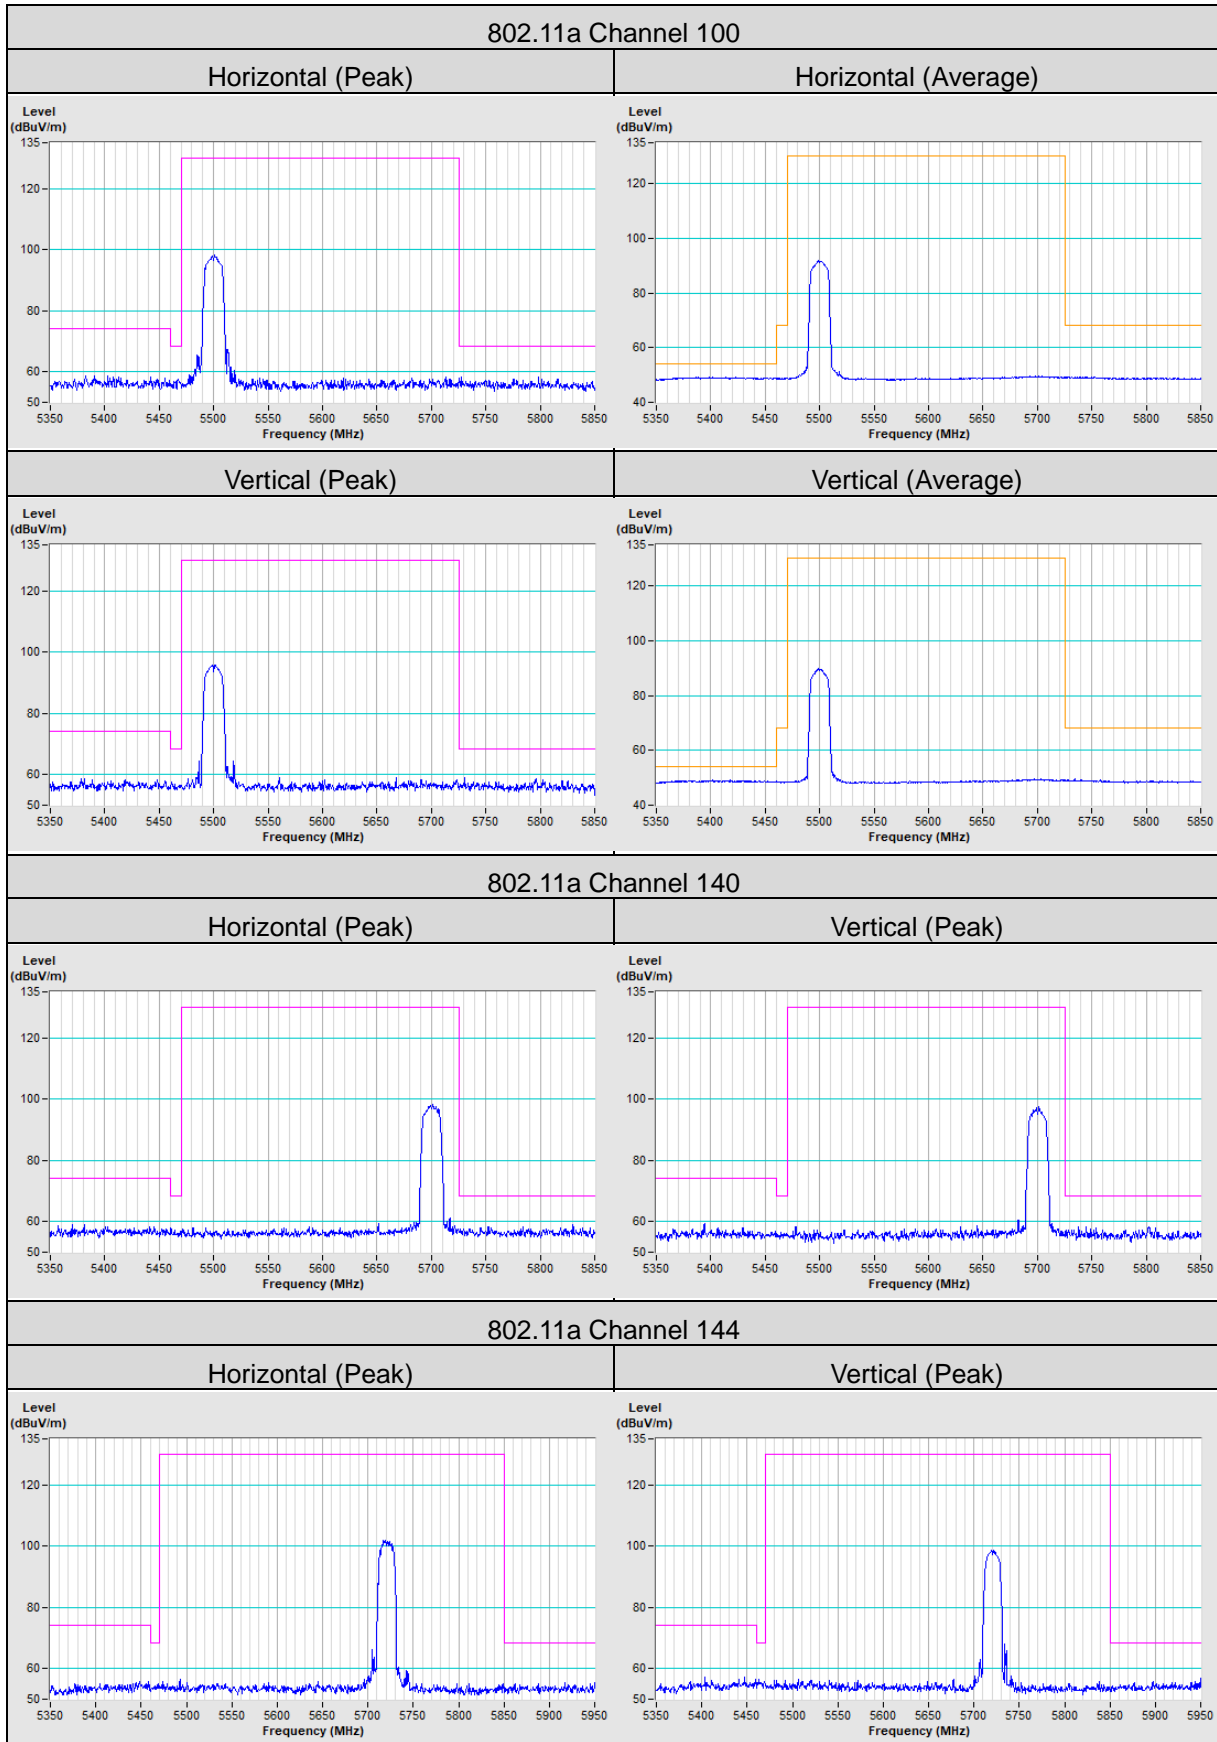 802.11a Channel 100
Horizontal (Peak)
Horizontal (Average)
Level
(dBuV/m)
135
120
100
80
60
50
5350 5400 5450 5500 5550 5600 5650 5700 5750 5800 5850
Frequency (MHz)
Level
(dBuV/m)
135
120
100
80
60
40
5350 5400 5450 5500 5550 5600 5650 5700 5750 5800 5850
Frequency (MHz)
Vertical (Peak)
Vertical (Average)
Level
(dBuV/m)
135
120
100
80
60
50
5350 5400 5450 5500 5550 5600 5650 5700 5750 5800 5850
Frequency (MHz)
Level
(dBuV/m)
135
120
100
80
60
40
5350 5400 5450 5500 5550 5600 5650 5700 5750 5800 5850
Frequency (MHz)
802.11a Channel 140
Horizontal (Peak)
Vertical (Peak)
Level
(dBuV/m)
135
120
100
80
60
50
5350 5400 5450 5500 5550 5600 5650 5700 5750 5800 5850
Frequency (MHz)
Level
(dBuV/m)
135
120
100
80
60
50
5350 5400 5450 5500 5550 5600 5650 5700 5750 5800 5850
Frequency (MHz)
802.11a Channel 144
Horizontal (Peak)
Vertical (Peak)
Level
(dBuV/m)
135
120
100
80
60
50
5350 5400 5450 5500 5550 5600 5650 5700 5750 5800 5850 5900 5950
Frequency (MHz)
Level
(dBuV/m)
135
120
100
80
60
50
5350 5400 5450 5500 5550 5600 5650 5700 5750 5800 5850 5900 5950
Frequency (MHz)